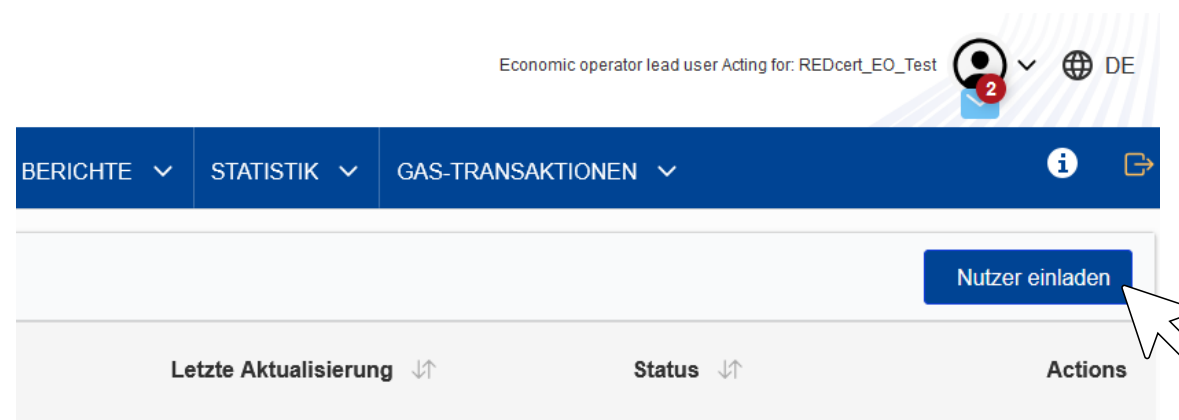 Economic operator lead user Acting for: REDcert_EO_Test
2
DE
BERICHTE
STATISTIK
GAS-TRANSAKTIONEN
i
Nutzer einladen
Letzte Aktualisierung
Status
Actions